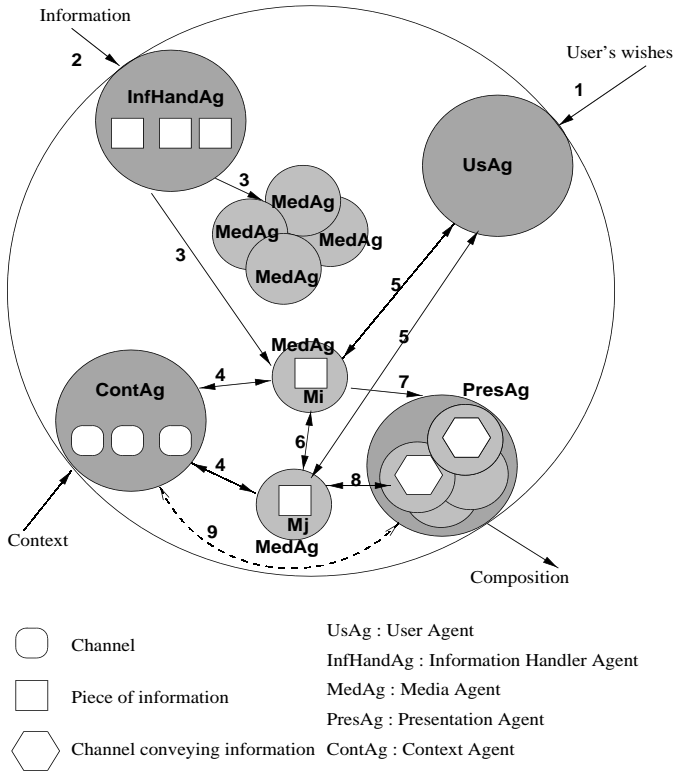 Information
User's wishes
2
1
InfHandAg
UsAg
3
MedAg
MedAg
MedAg
3
MedAg
5
5
MedAg
ContAg
4
Mi
7
PresAg
6
4
8
Mj
9
MedAg
Context
Composition
Channel
Piece of information
Channel conveying information
UsAg : User Agent
InfHandAg : Information Handler Agent
MedAg : Media Agent
PresAg : Presentation Agent
ContAg : Context Agent